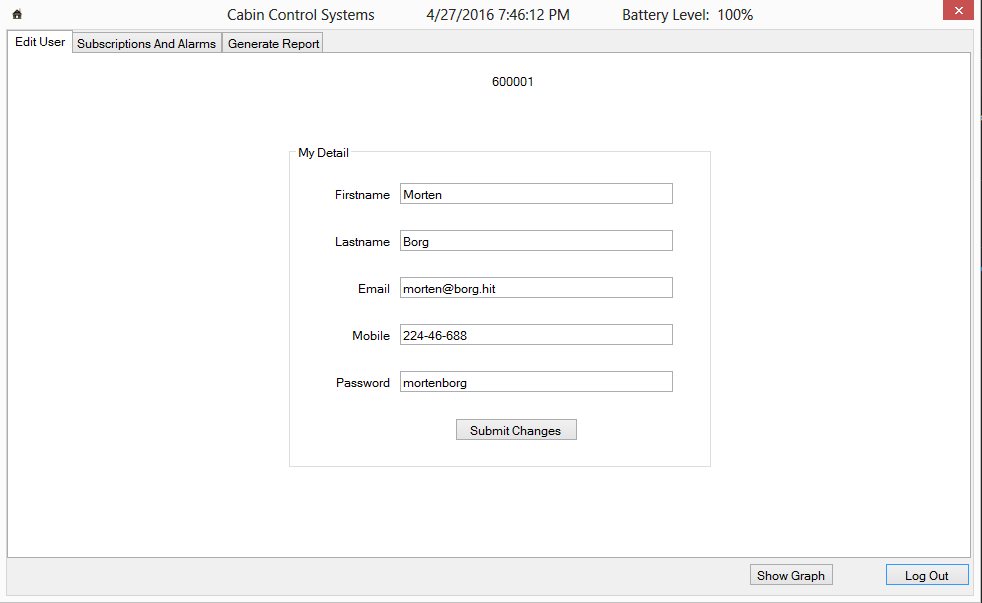 Cabin Control Systems 4/27/2016 7:46:12 PM Battery Level: 100%
Edit User Subscriptions And Alarms Generate Report
600001
My Detail
Firstname Morten
Lastname Borg
Email morten@borg.hit
Mobile 224-46-688
Password mortenborg
Submit Changes
Show Graph Log Out